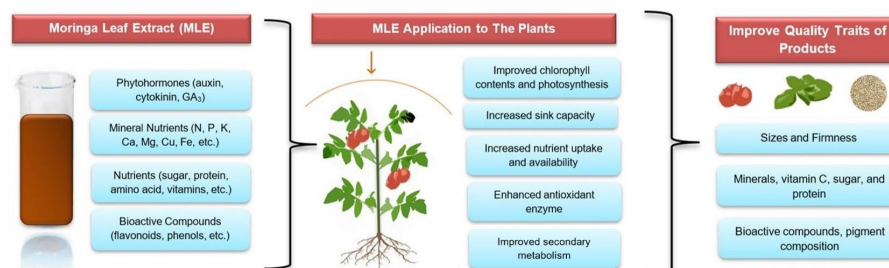 Moringa Leaf Extract (MLE)
Phytohormones (auxin,
cytokinin, GA₃)
Mineral Nutrients (N, P, K,
Ca, Mg, Cu, Fe, etc.)
Nutrients (sugar, protein,
amino acid, vitamins, etc.)
Bioactive Compounds
(flavonoids, phenols, etc.)
MLE Application to The Plants
Improved chlorophyll
contents and photosynthesis
Increased sink capacity
Increased nutrient uptake
and availability
Enhanced antioxidant
enzyme
Improved secondary
metabolism
Improve Quality Traits of
Products
Sizes and Firmness
Minerals, vitamin C, sugar, and
protein
Bioactive compounds, pigment
composition